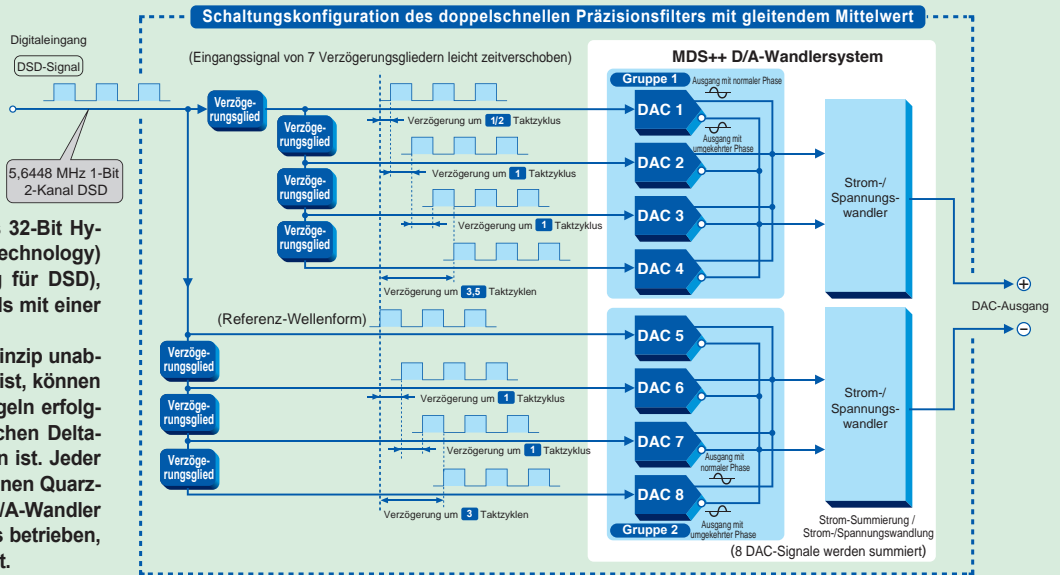 Schaltungskonfiguration des doppelschnellen Präzisionsfilters mit gleitendem Mittelwert
Digitaleingang
DSD-Signal
5,6448 MHz 1-Bit
2-Kanal DSD
(Eingangssignal von 7 Verzögerungsgliedern leicht zeitverschoben)
MDS++ D/A-Wandlersystem
Verzöge-
rungsglied
Verzöge-
rungsglied
Verzöge-
rungsglied
Verzöge-
rungsglied
Verzögerung um 1/2 Taktzyklus
Verzögerung um 1 Taktzyklus
Verzögerung um 1 Taktzyklus
Verzögerung um 3,5 Taktzyklen
Gruppe 1
Ausgang mit normaler Phase
DAC 1
Ausgang mit
umgekehrter Phase
DAC 2
DAC 3
DAC 4
Strom-/
Spannungs-
wandler
s 32-Bit Hy-
echnology)
g für DSD),
ls mit einer
inzip unab-
ist, können
geln erfolg-
chen Delta-
n ist. Jeder
nen Quarz-
/A-Wandler
s betrieben,
t.
(Referenz-Wellenform)
Verzöge-
rungsglied
Verzöge-
rungsglied
Verzöge-
rungsglied
Verzögerung um 1 Taktzyklus
Verzögerung um 1 Taktzyklus
Verzögerung um 3 Taktzyklen
DAC 5
DAC 6
DAC 7
Ausgang mit
normaler Phase
DAC 8
Gruppe 2
Ausgang mit
umgekehrter Phase
Strom-/
Spannungs-
wandler
Strom-Summierung /
Strom-/Spannungswandlung
(8 DAC-Signale werden summiert)
+
DAC-Ausgang
−